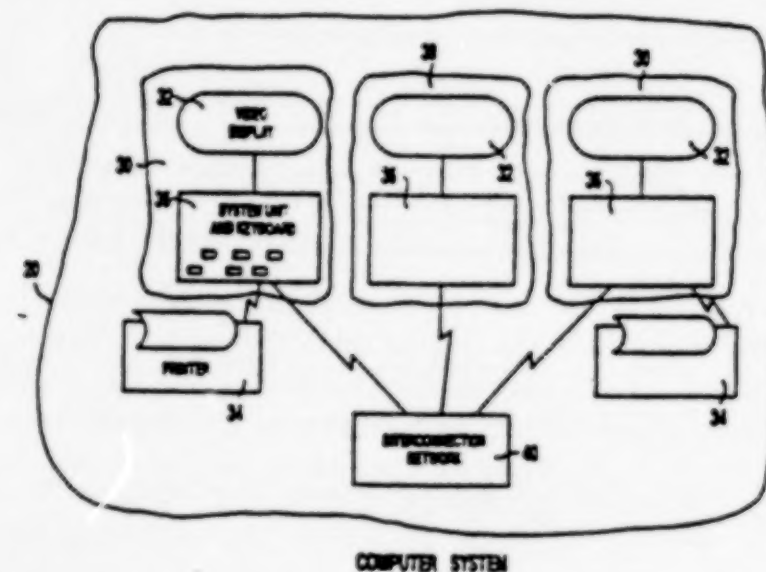 30
30
32
VIDEO
DISPLAY
32
32
30
36
SYSTEM UNIT
AND KEYBOARD
36
36
20
PRINTER
34
34
INTERCONNECTION
NETWORK
40
COMPUTER SYSTEM